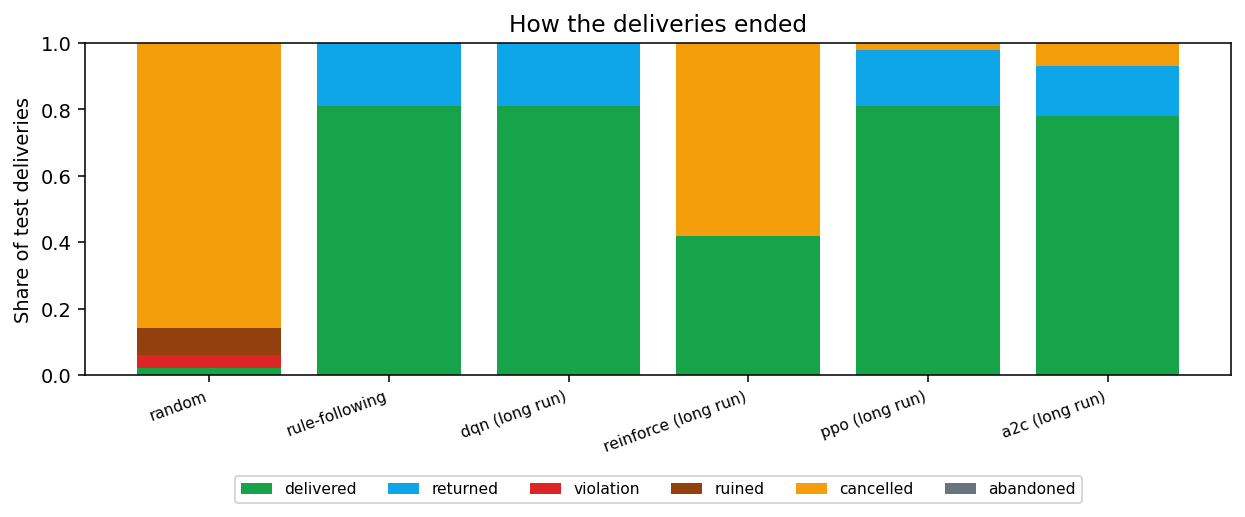 How the deliveries ended
Share of test deliveries
1.0
0.8
0.6
0.4
0.2
0.0
random
rule-following
dqn (long run)
reinforce (long run)
ppo (long run)
a2c (long run)
delivered returned violation ruined cancelled abandoned